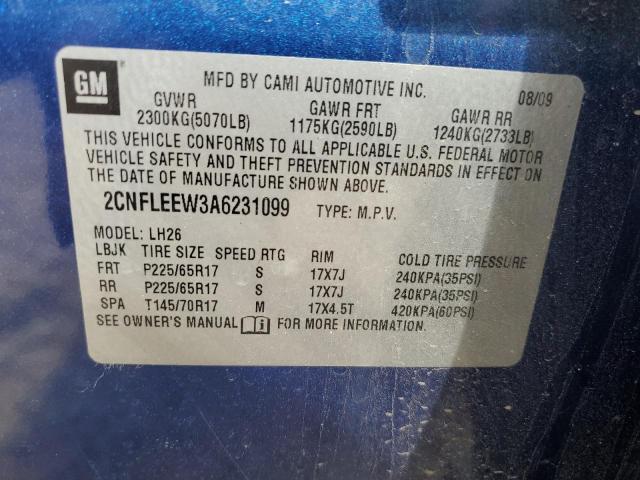 GM
MFD BY CAMI AUTOMOTIVE INC. 08/09
GVWR GAWR FRT GAWR RR
2300KG(5070LB) 1175KG(2590LB) 1240KG(2733LB)
THIS VEHICLE CONFORMS TO ALL APPLICABLE U.S. FEDERAL MOTOR
VEHICLE SAFETY AND THEFT PREVENTION STANDARDS IN EFFECT ON
THE DATE OF MANUFACTURE SHOWN ABOVE.
2CNFLEEW3A6231099 TYPE: M.P.V.
MODEL: LH26
LBJK TIRE SIZE SPEED RTG RIM COLD TIRE PRESSURE
FRT P225/65R17 S 17X7J 240KPA(35PSI)
RR P225/65R17 S 17X7J 240KPA(35PSI)
SPA T145/70R17 M 17X4.5T 420KPA(60PSI)
SEE OWNER'S MANUAL i FOR MORE INFORMATION.